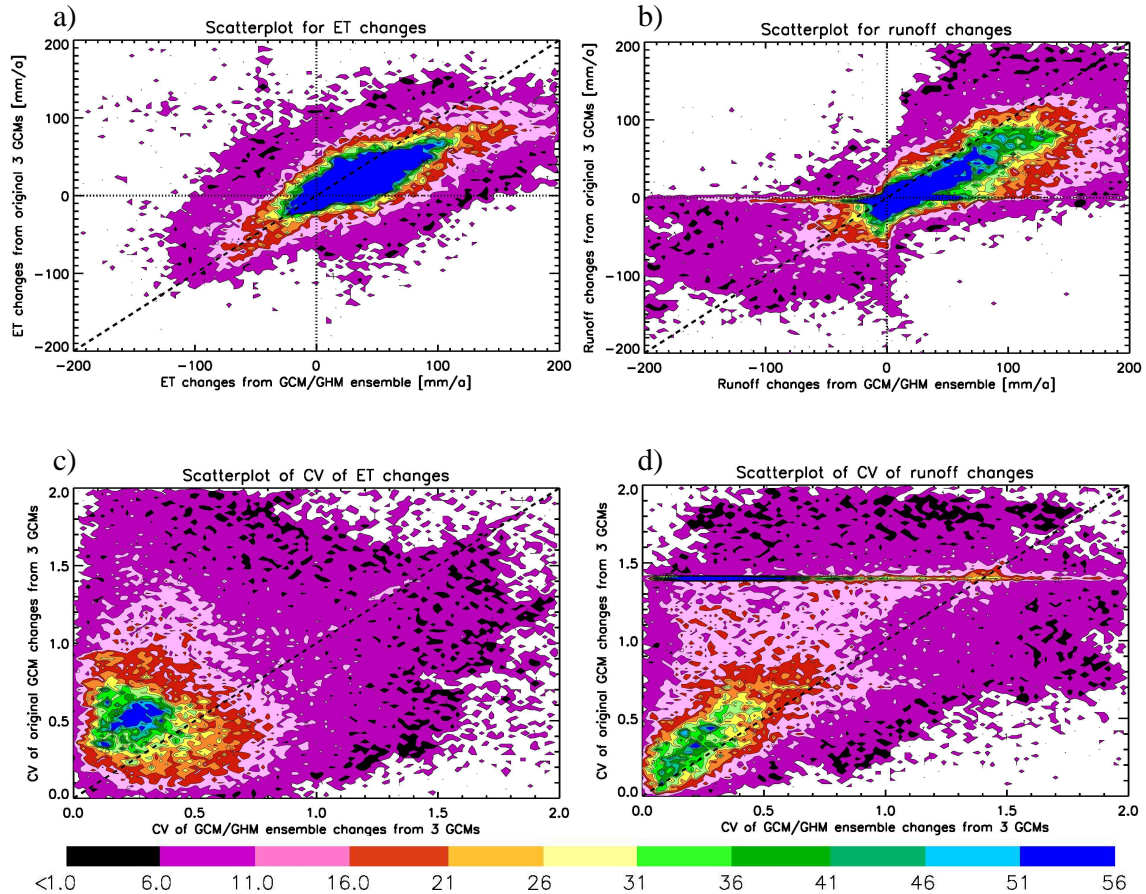 a)
Scatterplot for ET changes
ET changes from original 3 GCMs [mm/a]
200
100
0
−100
−200
−200 −100 0 100 200
ET changes from GCM/GHM ensemble [mm/a]
b)
Scatterplot for runoff changes
Runoff changes from original 3 GCMs [mm/a]
200
100
0
−100
−200
−200 −100 0 100 200
Runoff changes from GCM/GHM ensemble [mm/a]
c)
Scatterplot of CV of ET changes
CV of original GCM changes from 3 GCMs
2.0
1.5
1.0
0.5
0.0
0.0 0.5 1.0 1.5 2.0
CV of GCM/GHM ensemble changes from 3 GCMs
d)
Scatterplot of CV of runoff changes
CV of original GCM changes from 3 GCMs
2.0
1.5
1.0
0.5
0.0
0.0 0.5 1.0 1.5 2.0
CV of GCM/GHM ensemble changes from 3 GCMs
<1.0 6.0 11.0 16.0 21 26 31 36 41 46 51 56